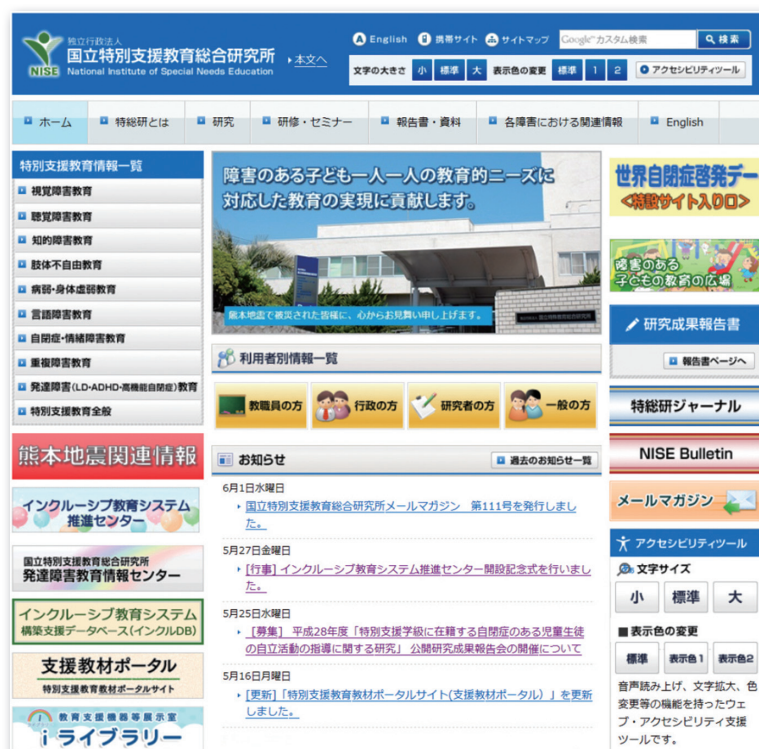 独立行政法人
国立特別支援教育総合研究所
National Institute of Special Needs Education
NISE
本文へ
English 携帯サイト サイトマップ Google カスタム検索 検索
文字の大きさ 小 標準 大 表示色の変更 標準 1 2 アクセシビリティツール
ホーム 特総研とは 研究 研修・セミナー 報告書・資料 各障害における関連情報 English
特別支援教育情報一覧
視覚障害教育
聴覚障害教育
知的障害教育
肢体不自由教育
病弱・身体虚弱教育
言語障害教育
自閉症・情緒障害教育
重複障害教育
発達障害(LD・ADHD・高機能自閉症)教育
特別支援教育全般
熊本地震関連情報
インクルーシブ教育システム
推進センター
国立特別支援教育総合研究所
発達障害教育情報センター
インクルーシブ教育システム
構築支援データベース(インクルDB)
支援教材ポータル
特別支援教育教材ポータルサイト
教育支援機器等展示室
iライブラリー
障害のある子ども一人一人の教育的ニーズに
対応した教育の実現に貢献します。
熊本地震で被災された皆様に、心からお見舞い申し上げます。
利用者別情報一覧
教職員の方 行政の方 研究者の方 一般の方
お知らせ 過去のお知らせ一覧
6月1日水曜日
国立特別支援教育総合研究所メールマガジン 第111号を発行しまし
た。
5月27日金曜日
[行事] インクルーシブ教育システム推進センター開設記念式を行いまし
た。
5月25日水曜日
[募集] 平成28年度「特別支援学級に在籍する自閉症のある児童生徒
の自立活動の指導に関する研究」 公開研究成果報告会の開催について
5月16日月曜日
[更新]「特別支援教育教材ポータルサイト(支援教材ポータル）」を更新
しました。
世界自閉症啓発デー
<特設サイト入り口>
障害のある
子どもの教育の広場
研究成果報告書
報告書ページへ
特総研ジャーナル
NISE Bulletin
メールマガジン
アクセシビリティツール
文字サイズ
小 標準 大
■表示色の変更
標準 表示色1 表示色2
音声読み上げ、文字拡大、色
変更等の機能を持ったウェ
ブ・アクセシビリティ支援
ツールです。